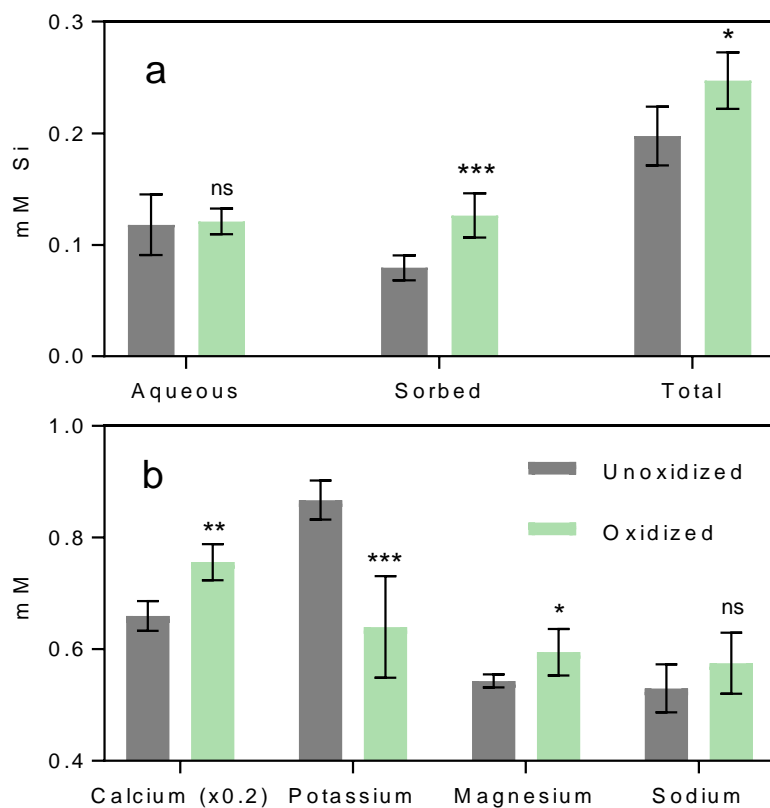 0.3
0.2
0.1
0.0
mM Si
a
ns
***
*
Aqueous Sorbed Total
1.0
0.8
0.6
0.4
mM
b
Unoxidized
Oxidized
**
***
*
ns
Calcium (x0.2) Potassium Magnesium Sodium